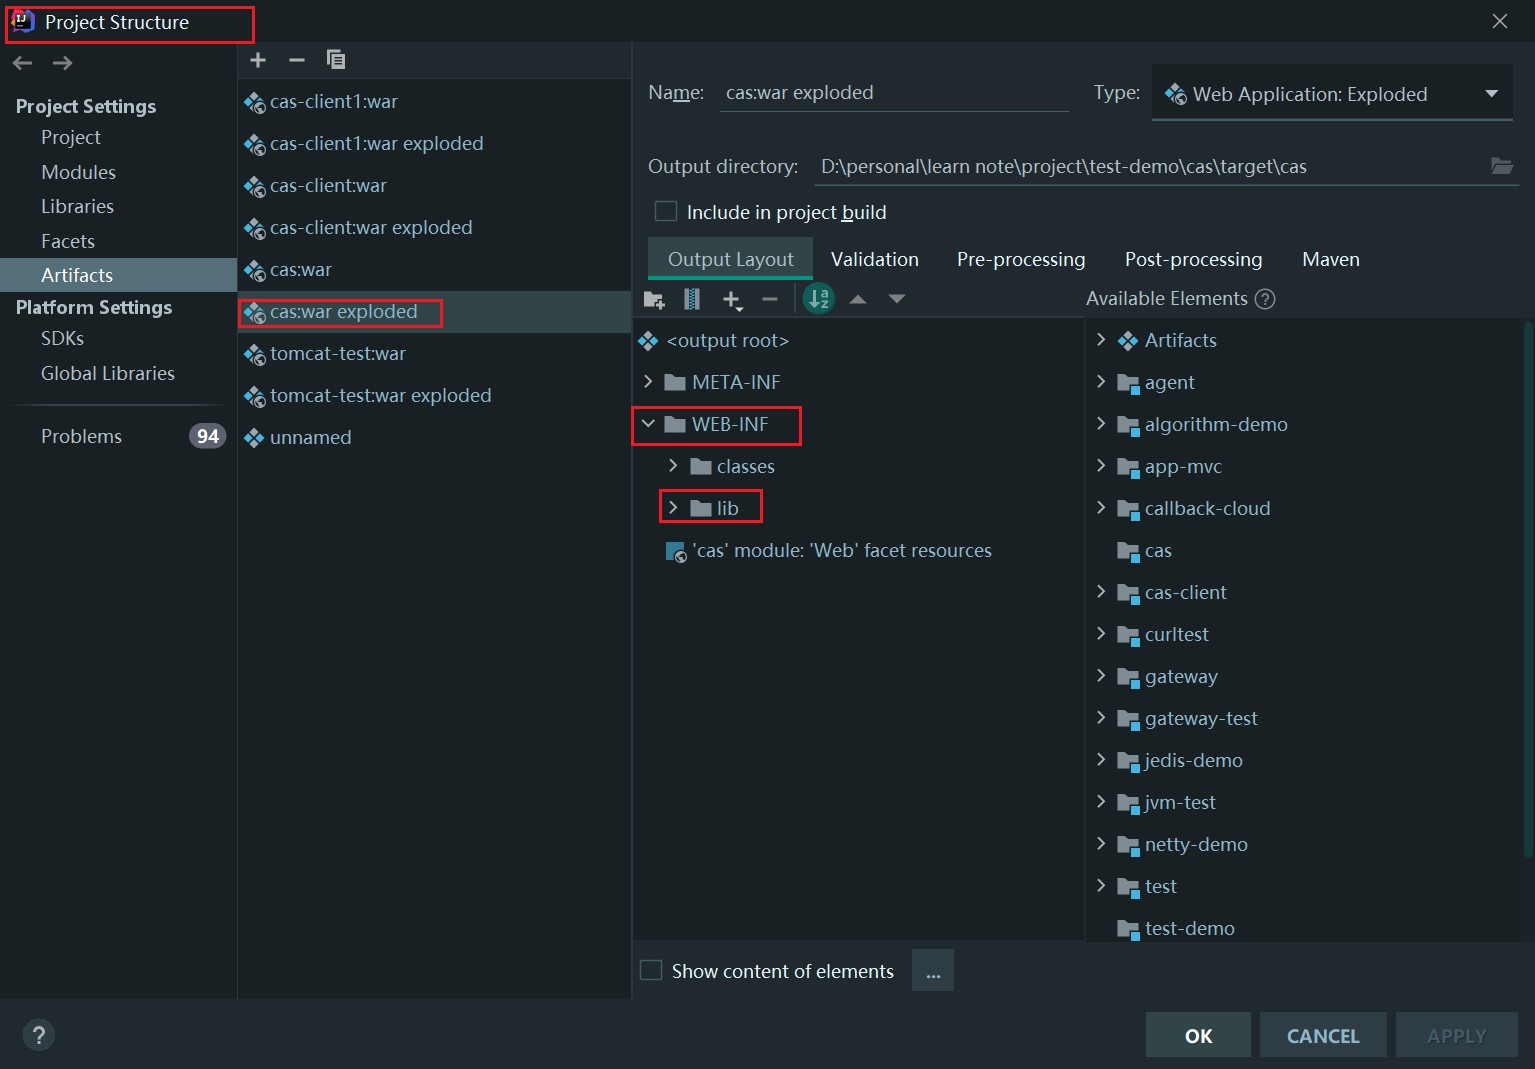 Project Structure
Project Settings
Project
Modules
Libraries
Facets
Artifacts
Platform Settings
SDKs
Global Libraries
Problems 94
cas-client1:war
cas-client1:war exploded
cas-client:war
cas-client:war exploded
cas:war
cas:war exploded
tomcat-test:war
tomcat-test:war exploded
unnamed
Name: cas:war exploded Type: Web Application: Exploded
Output directory: D:\personal\learn note\project\test-demo\cas\target\cas
Include in project build
Output Layout Validation Pre-processing Post-processing Maven
Available Elements ?
<output root>
META-INF
WEB-INF
classes
lib
'cas' module: 'Web' facet resources
Artifacts
agent
algorithm-demo
app-mvc
callback-cloud
cas
cas-client
curltest
gateway
gateway-test
jedis-demo
jvm-test
netty-demo
test
test-demo
Show content of elements ...
? OK CANCEL APPLY